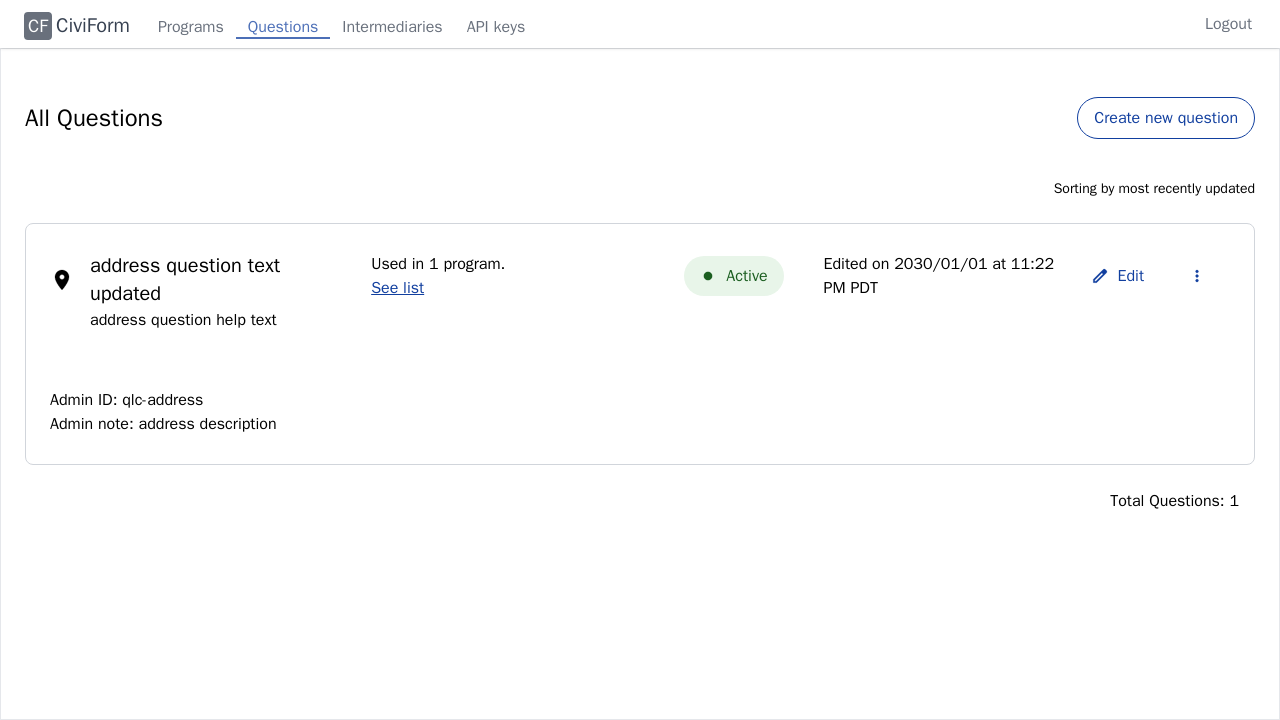 CF CiviForm Programs Questions Intermediaries API keys Logout
All Questions
Create new question
Sorting by most recently updated
address question text
updated
address question help text
Used in 1 program.
See list
Active
Edited on 2030/01/01 at 11:22
PM PDT
Edit
Admin ID: qlc-address
Admin note: address description
Total Questions: 1